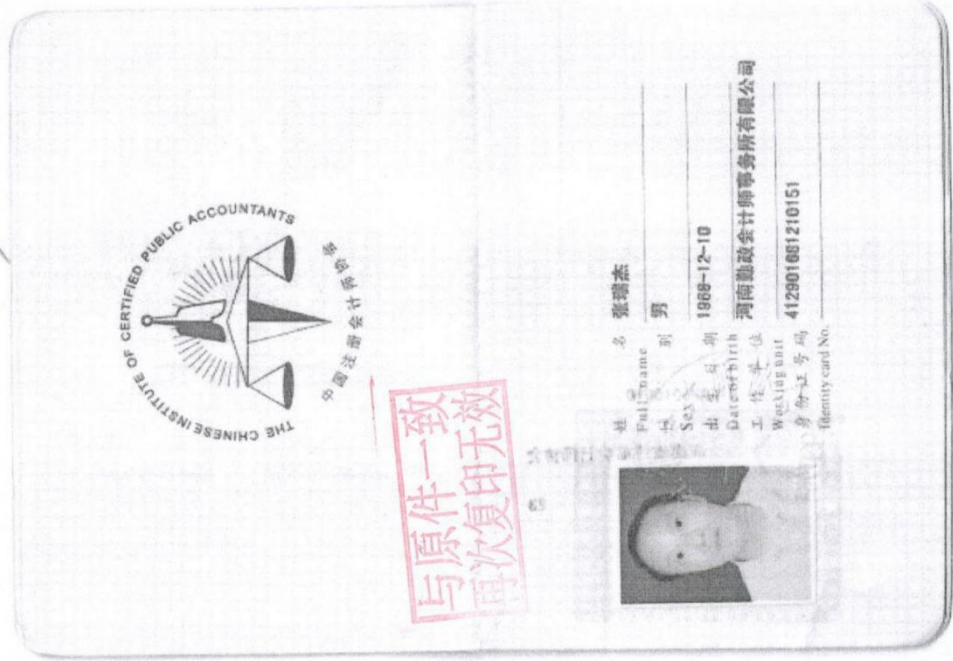 THE CHINESE INSTITUTE OF CERTIFIED PUBLIC ACCOUNTANTS
中国注册会计师协会
与原件一致
再次复印无效
姓 名 张瑞杰
Full name
性 别 男
Sex
出 生 日 期 1968-12-10
Date of birth
工 作 单 位 河南勤政会计师事务所有限公司
Working unit
身 份 证 号 码 412901681210151
Identity card No.